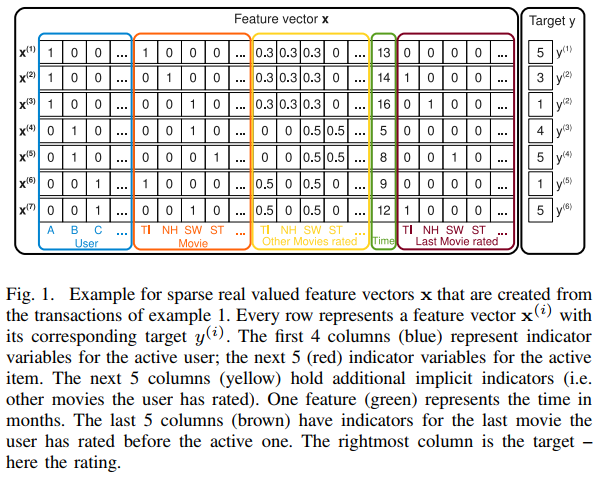 Feature vector x Target y
x(1) 1 0 0 ... 1 0 0 0 ... 0.3 0.3 0.3 0 ... 13 0 0 0 0 ... 5 y(1)
x(2) 1 0 0 ... 0 1 0 0 ... 0.3 0.3 0.3 0 ... 14 1 0 0 0 ... 3 y(2)
x(3) 1 0 0 ... 0 0 1 0 ... 0.3 0.3 0.3 0 ... 16 0 1 0 0 ... 1 y(2)
x(4) 0 1 0 ... 0 0 1 0 ... 0 0 0.5 0.5 ... 5 0 0 0 0 ... 4 y(3)
x(5) 0 1 0 ... 0 0 0 1 ... 0 0 0.5 0.5 ... 8 0 0 1 0 ... 5 y(4)
x(6) 0 0 1 ... 1 0 0 0 ... 0.5 0 0.5 0 ... 9 0 0 0 0 ... 1 y(5)
x(7) 0 0 1 ... 0 0 1 0 ... 0.5 0 0.5 0 ... 12 1 0 0 0 ... 5 y(6)
A B C ... TI NH SW ST ... TI NH SW ST ... Time TI NH SW ST ...
User Movie Other Movies rated Last Movie rated
Fig. 1. Example for sparse real valued feature vectors x that are created from
the transactions of example 1. Every row represents a feature vector x(i) with
its corresponding target y(i). The first 4 columns (blue) represent indicator
variables for the active user; the next 5 (red) indicator variables for the active
item. The next 5 columns (yellow) hold additional implicit indicators (i.e.
other movies the user has rated). One feature (green) represents the time in
months. The last 5 columns (brown) have indicators for the last movie the
user has rated before the active one. The rightmost column is the target –
here the rating.